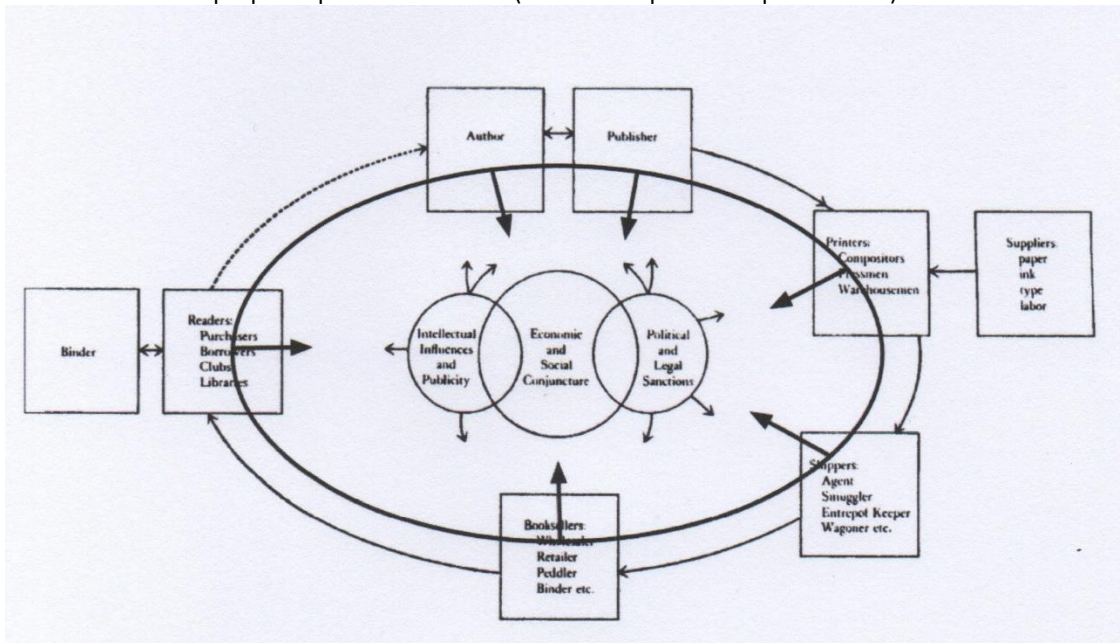 Author
Publisher
Printers:
Compositors
Pressmen
Warehousemen
Suppliers:
paper
ink
type
labor
Binder
Readers:
Purchasers
Borrowers
Clubs
Libraries
Intellectual
Influences
and
Publicity
Economic
and
Social
Conjuncture
Political
and
Legal
Sanctions
Shippers:
Agent
Smuggler
Entrepot Keeper
Wagoner etc.
Booksellers:
Wholesaler
Retailer
Peddler
Binder etc.